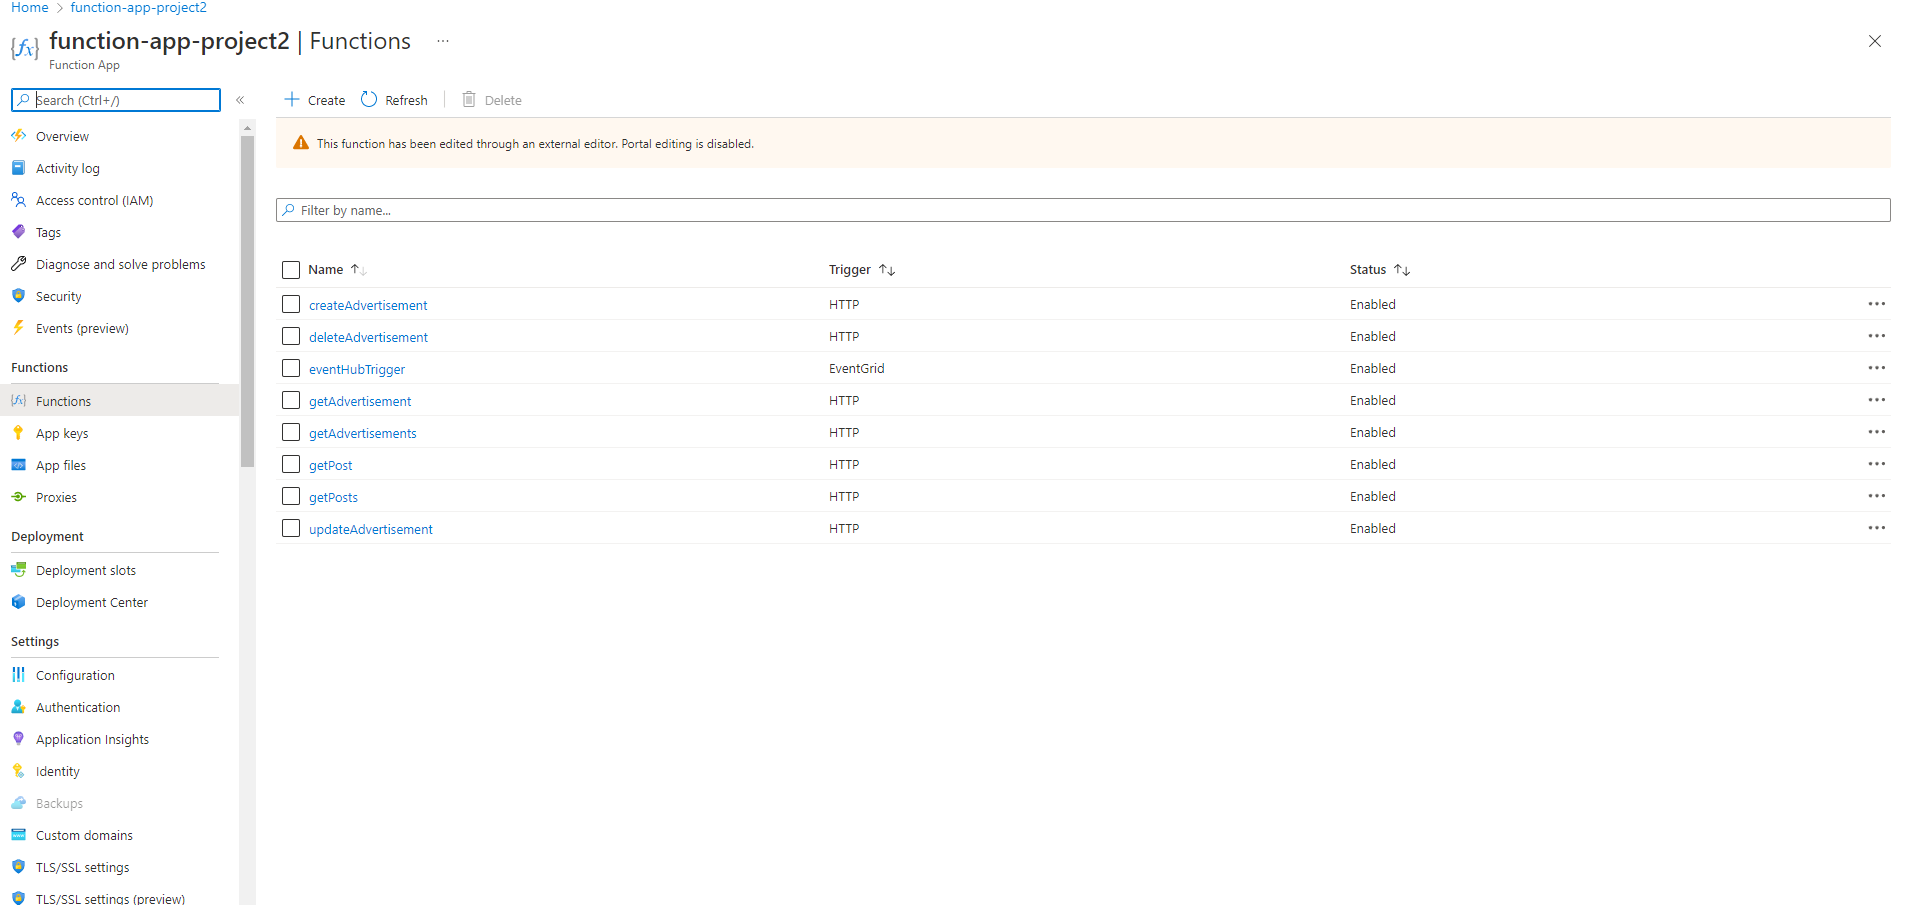 Home > function-app-project2
function-app-project2 | Functions ...
Function App
Search (Ctrl+/)
«
Overview
Activity log
Access control (IAM)
Tags
Diagnose and solve problems
Security
Events (preview)
Functions
Functions
App keys
App files
Proxies
Deployment
Deployment slots
Deployment Center
Settings
Configuration
Authentication
Application Insights
Identity
Backups
Custom domains
TLS/SSL settings
TLS/SSL settings (preview)
Create Refresh Delete
This function has been edited through an external editor. Portal editing is disabled.
Filter by name...
Name Trigger Status
createAdvertisement HTTP Enabled
deleteAdvertisement HTTP Enabled
eventHubTrigger EventGrid Enabled
getAdvertisement HTTP Enabled
getAdvertisements HTTP Enabled
getPost HTTP Enabled
getPosts HTTP Enabled
updateAdvertisement HTTP Enabled